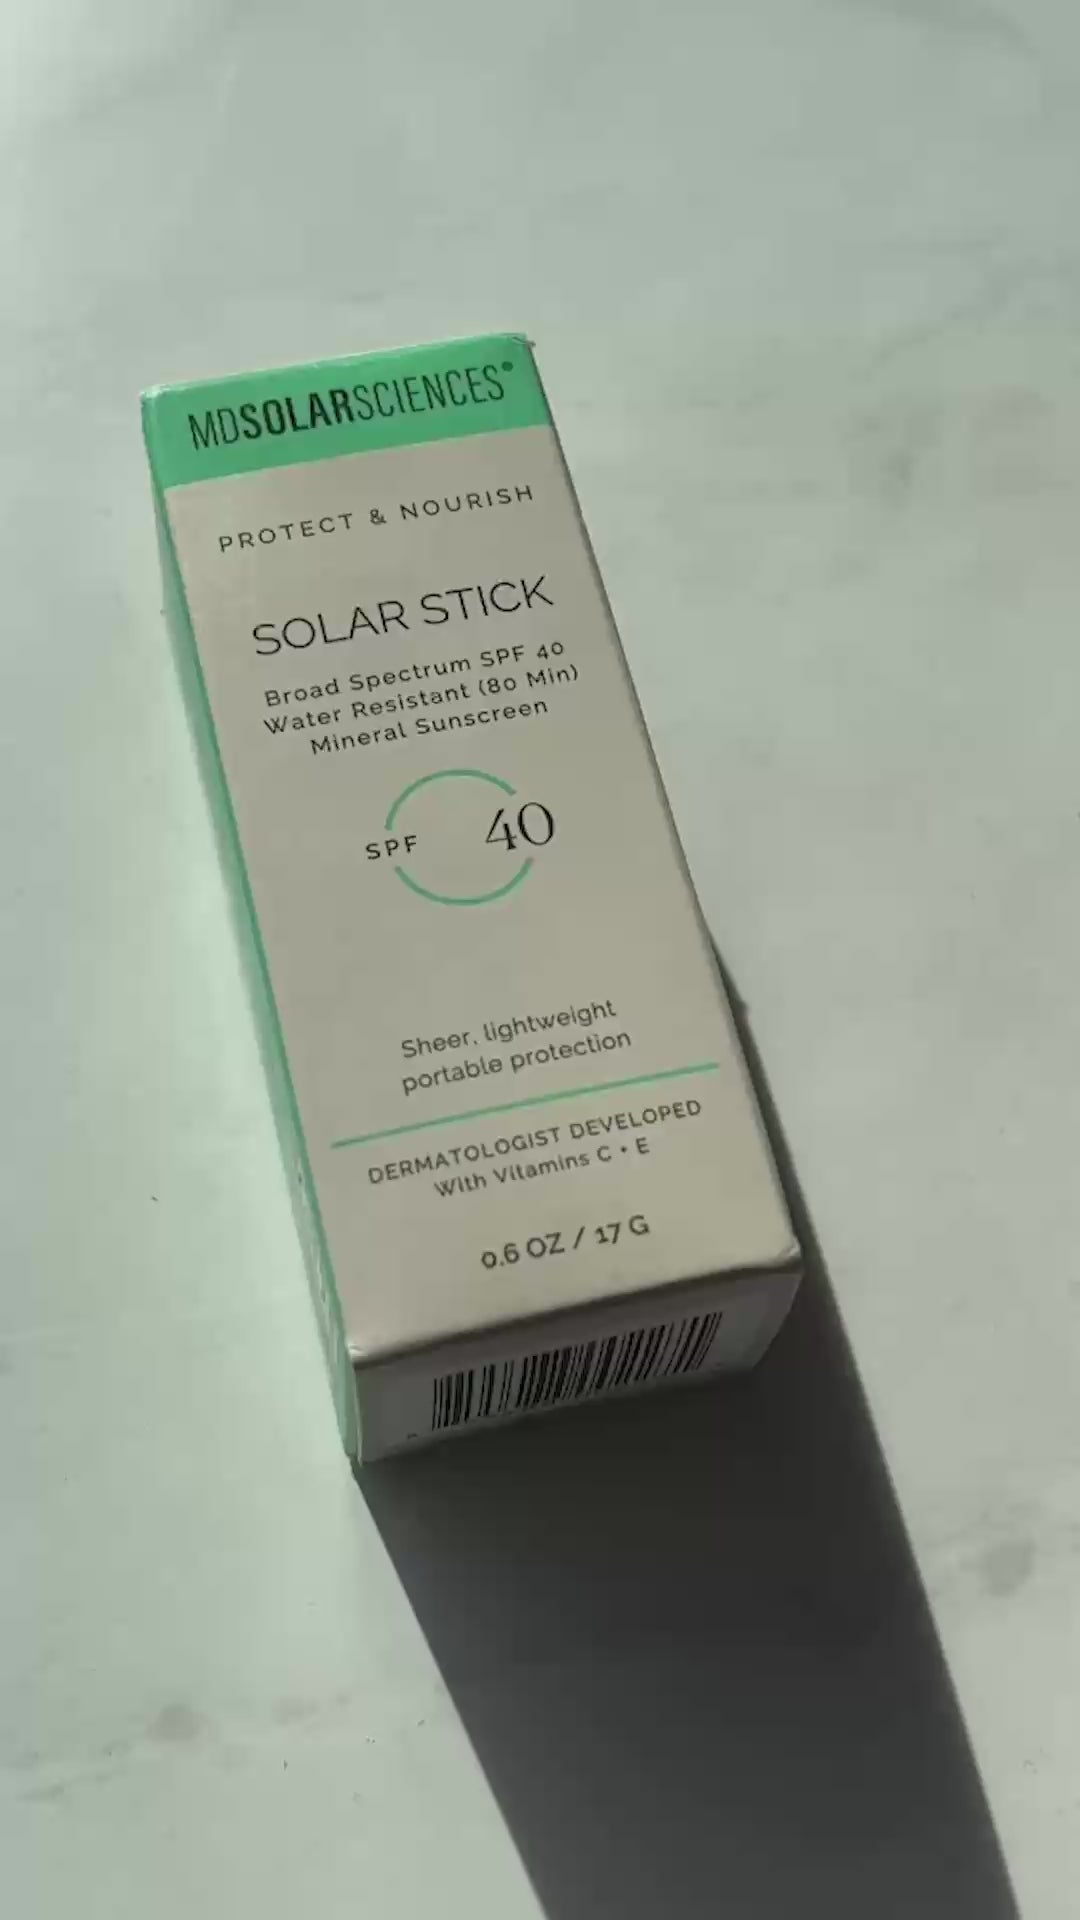 MDSOLARSCIENCES®
PROTECT & NOURISH
SOLAR STICK
Broad Spectrum SPF 40
Water Resistant (80 Min)
Mineral Sunscreen
SPF 40
Sheer, lightweight
portable protection
DERMATOLOGIST DEVELOPED
With Vitamins C • E
0.6 OZ / 17 G